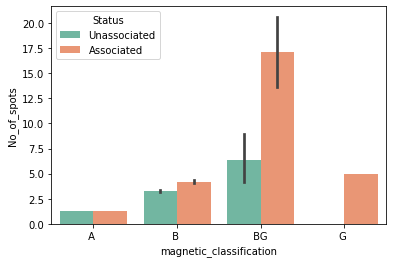 Status
Unassociated
Associated
20.0
17.5
15.0
12.5
10.0
7.5
5.0
2.5
0.0
No_of_spots
A
B
BG
G
magnetic_classification